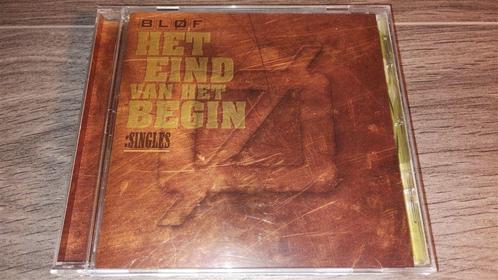 BLØF
HET
EIND
VAN HET
BEGIN
:SINGLES